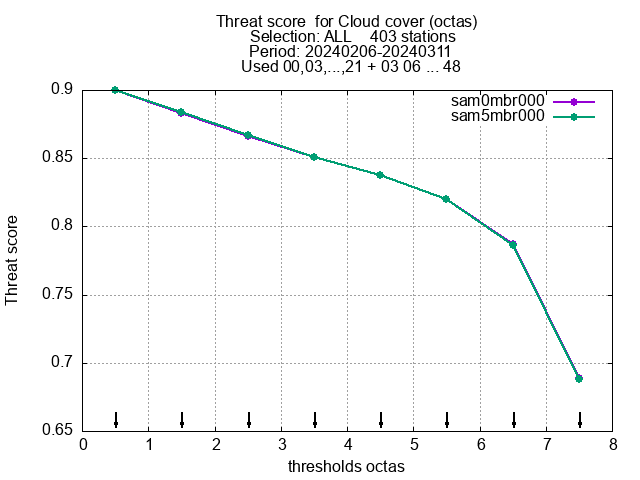 Threat score  for Cloud cover (octas)
Selection: ALL    403 stations
Period: 20240206-20240311
Used 00,03,...,21 + 03 06 ... 48
sam0mbr000
sam5mbr000
0.9
0.85
0.8
0.75
0.7
0.65
Threat score
0 1 2 3 4 5 6 7 8
thresholds octas